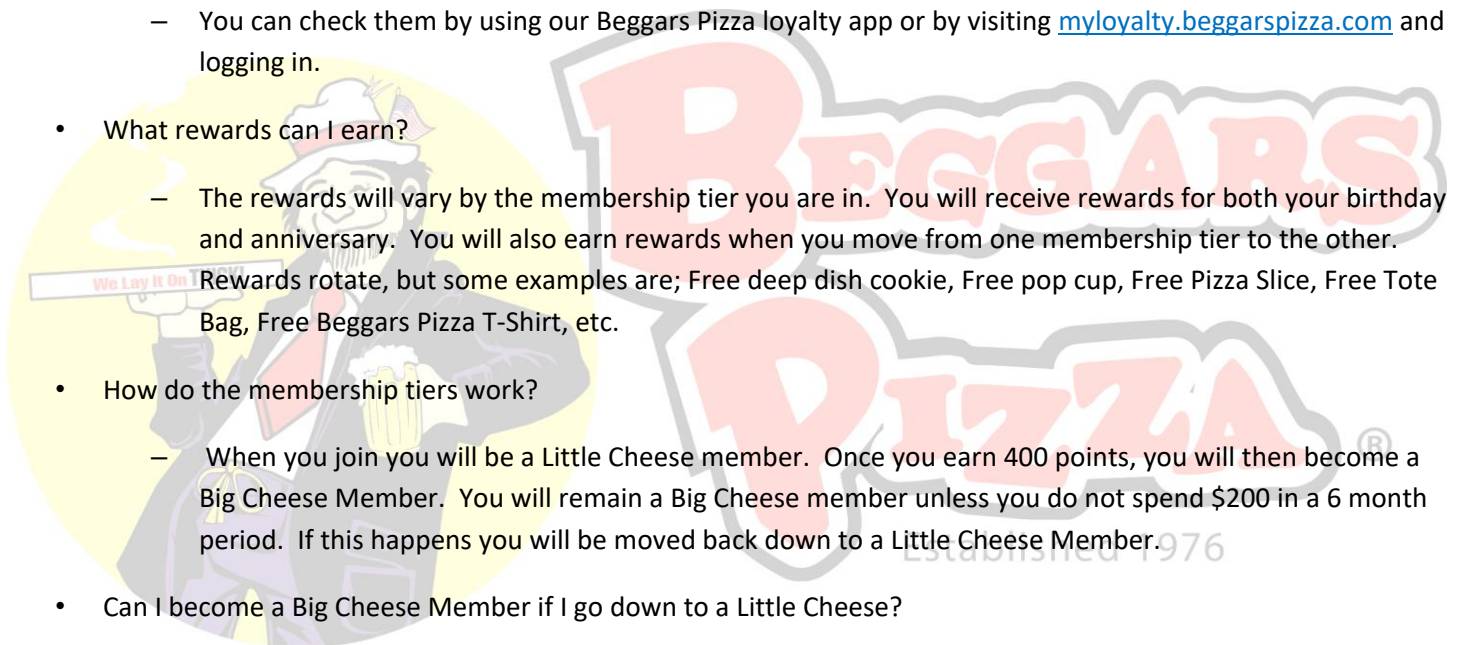 – You can check them by using our Beggars Pizza loyalty app or by visiting myloyalty.beggarspizza.com and
logging in.
• What rewards can I earn?
– The rewards will vary by the membership tier you are in. You will receive rewards for both your birthday
and anniversary. You will also earn rewards when you move from one membership tier to the other.
Rewards rotate, but some examples are; Free deep dish cookie, Free pop cup, Free Pizza Slice, Free Tote
Bag, Free Beggars Pizza T-Shirt, etc.
• How do the membership tiers work?
– When you join you will be a Little Cheese member. Once you earn 400 points, you will then become a
Big Cheese Member. You will remain a Big Cheese member unless you do not spend $200 in a 6 month
period. If this happens you will be moved back down to a Little Cheese Member.
• Can I become a Big Cheese Member if I go down to a Little Cheese?
We Lay It On THICK!
BEGGARS
PIZZA
®
Established 1976